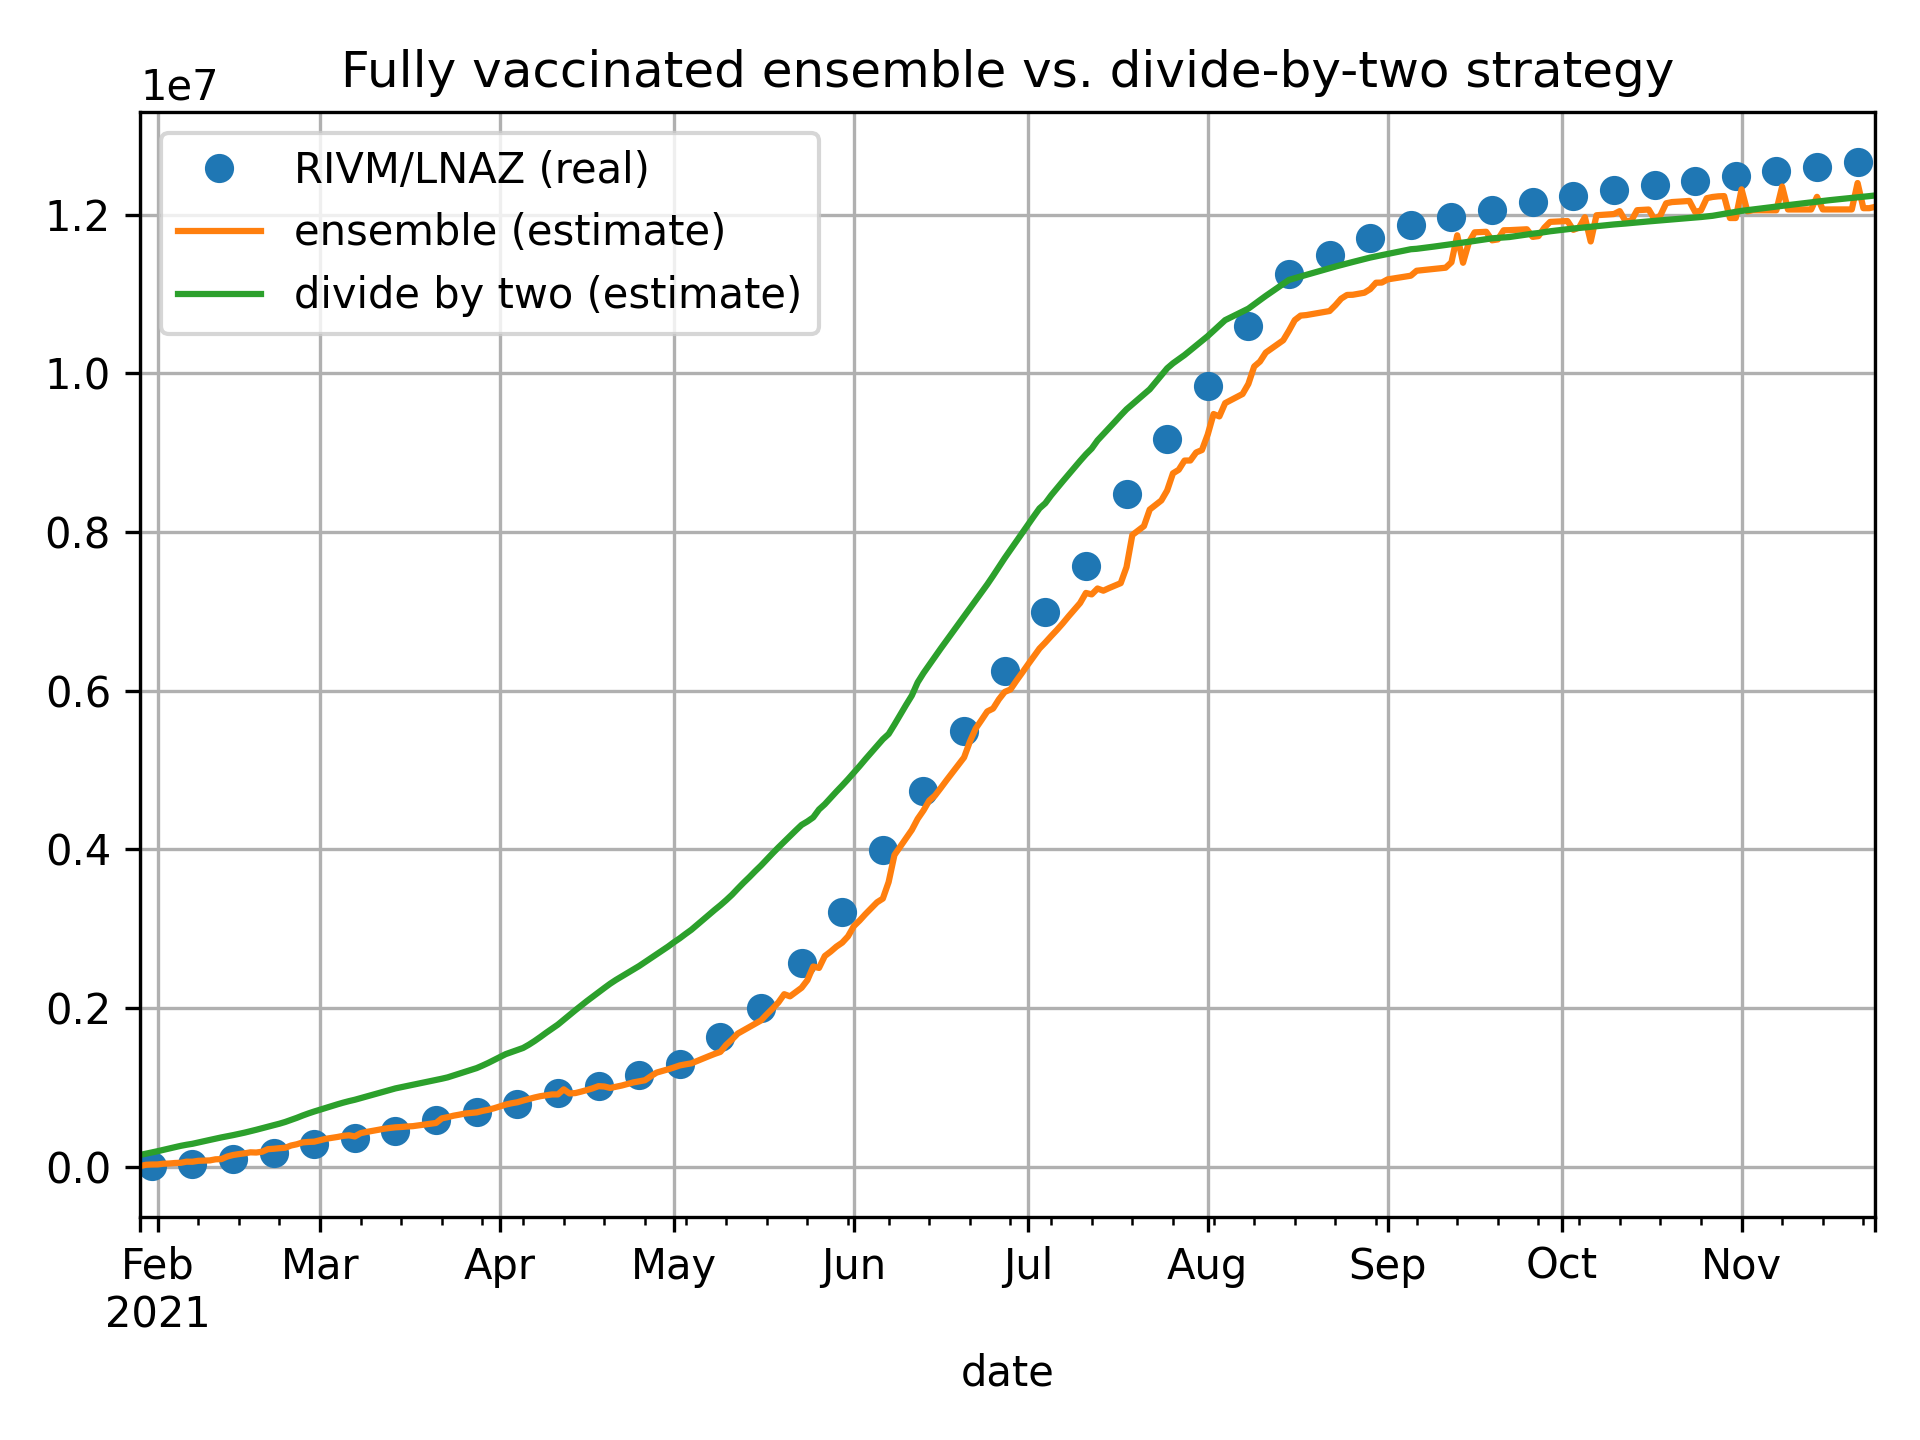 Fully vaccinated ensemble vs. divide-by-two strategy
1e7
RIVM/LNAZ (real)
ensemble (estimate)
divide by two (estimate)
1.2
1.0
0.8
0.6
0.4
0.2
0.0
Feb Mar Apr May Jun Jul Aug Sep Oct Nov
2021
date